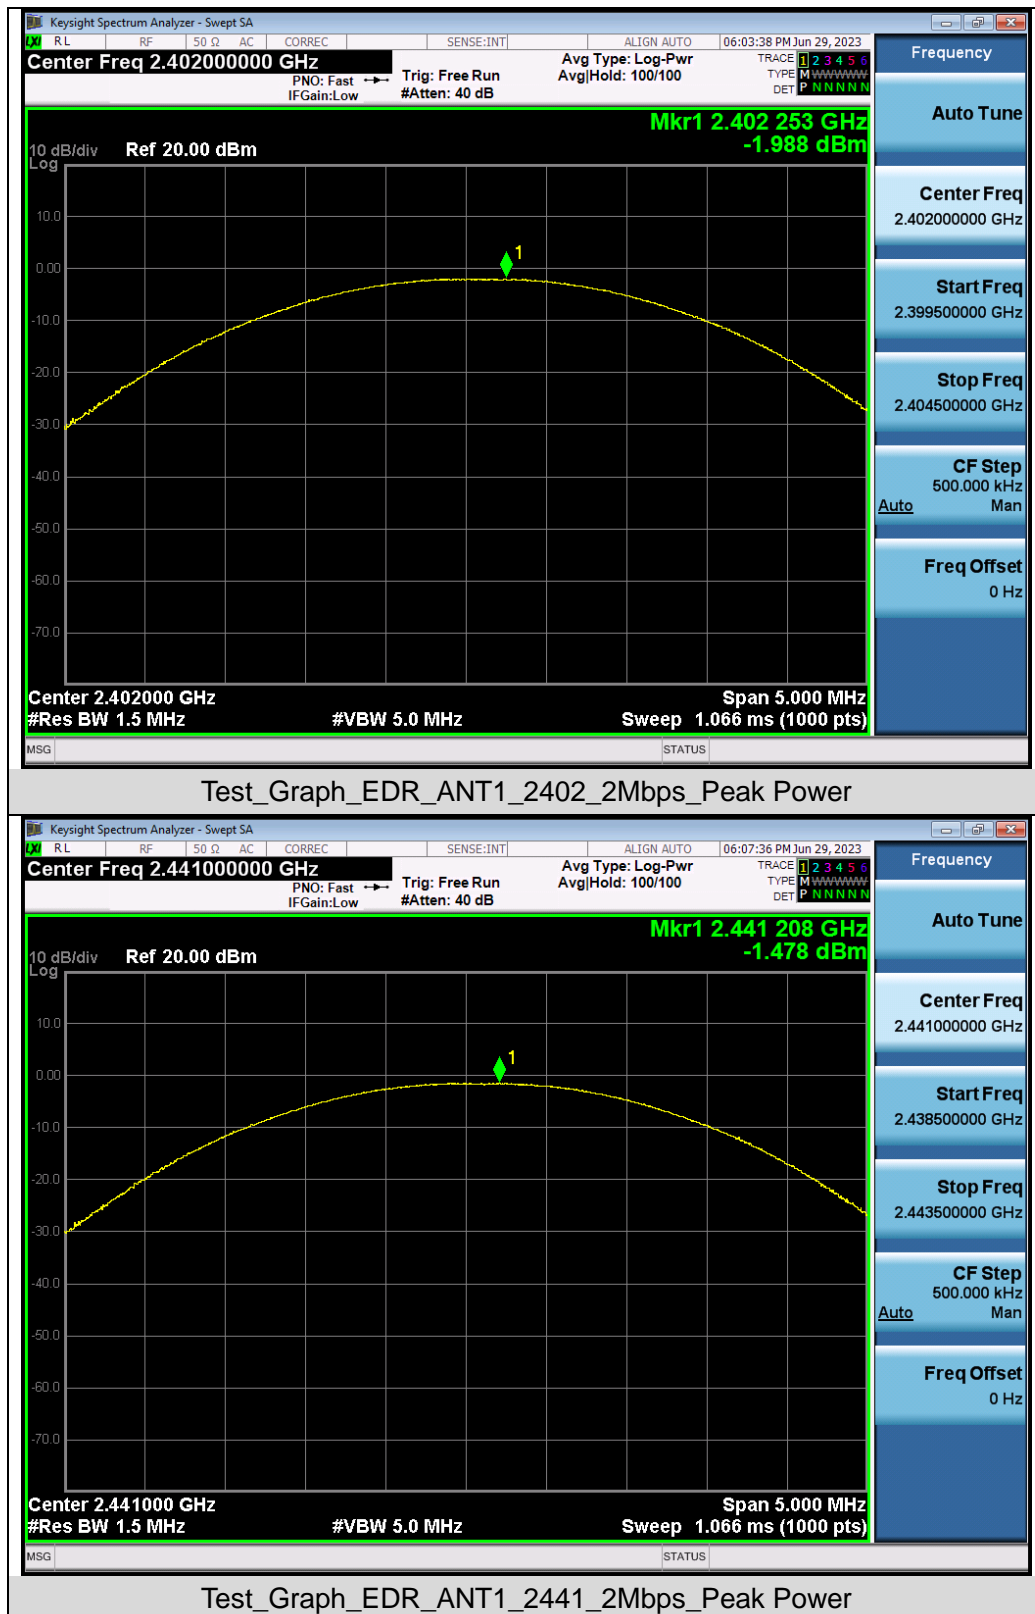 Keysight Spectrum Analyzer - Swept SA
LXI RL RF 50 Ω AC CORREC SENSE:INT ALIGN AUTO 06:03:38 PM Jun 29, 2023
Center Freq 2.402000000 GHz
PNO: Fast
IFGain:Low
Trig: Free Run
#Atten: 40 dB
Avg Type: Log-Pwr
Avg|Hold: 100/100
TRACE 1 2 3 4 5 6
TYPE M WWWWW
DET P N N N N N
Mkr1 2.402 253 GHz
-1.988 dBm
10 dB/div Ref 20.00 dBm
Log
10.0
0.00
1
-10.0
-20.0
-30.0
-40.0
-50.0
-60.0
-70.0
Center 2.402000 GHz Span 5.000 MHz
#Res BW 1.5 MHz #VBW 5.0 MHz Sweep 1.066 ms (1000 pts)
MSG STATUS
Frequency
Auto Tune
Center Freq
2.402000000 GHz
Start Freq
2.399500000 GHz
Stop Freq
2.404500000 GHz
CF Step
500.000 kHz
Auto Man
Freq Offset
0 Hz
Test_Graph_EDR_ANT1_2402_2Mbps_Peak Power
Keysight Spectrum Analyzer - Swept SA
LXI RL RF 50 Ω AC CORREC SENSE:INT ALIGN AUTO 06:07:36 PM Jun 29, 2023
Center Freq 2.441000000 GHz
PNO: Fast
IFGain:Low
Trig: Free Run
#Atten: 40 dB
Avg Type: Log-Pwr
Avg|Hold: 100/100
TRACE 1 2 3 4 5 6
TYPE M WWWWW
DET P N N N N N
Mkr1 2.441 208 GHz
-1.478 dBm
10 dB/div Ref 20.00 dBm
Log
10.0
0.00
1
-10.0
-20.0
-30.0
-40.0
-50.0
-60.0
-70.0
Center 2.441000 GHz Span 5.000 MHz
#Res BW 1.5 MHz #VBW 5.0 MHz Sweep 1.066 ms (1000 pts)
MSG STATUS
Frequency
Auto Tune
Center Freq
2.441000000 GHz
Start Freq
2.438500000 GHz
Stop Freq
2.443500000 GHz
CF Step
500.000 kHz
Auto Man
Freq Offset
0 Hz
Test_Graph_EDR_ANT1_2441_2Mbps_Peak Power